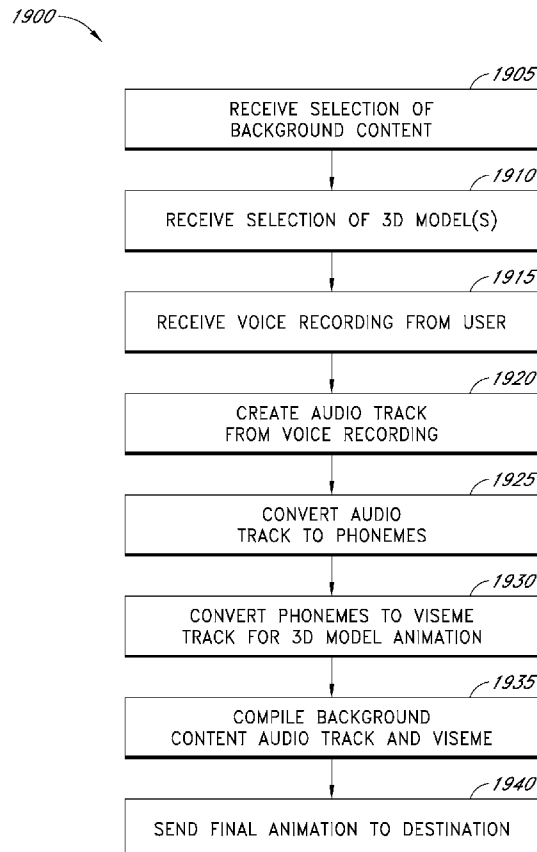 1900
1905
RECEIVE SELECTION OF
BACKGROUND CONTENT
1910
RECEIVE SELECTION OF 3D MODEL(S)
1915
RECEIVE VOICE RECORDING FROM USER
1920
CREATE AUDIO TRACK
FROM VOICE RECORDING
1925
CONVERT AUDIO
TRACK TO PHONEMES
1930
CONVERT PHONEMES TO VISEME
TRACK FOR 3D MODEL ANIMATION
1935
COMPILE BACKGROUND
CONTENT AUDIO TRACK AND VISEME
1940
SEND FINAL ANIMATION TO DESTINATION